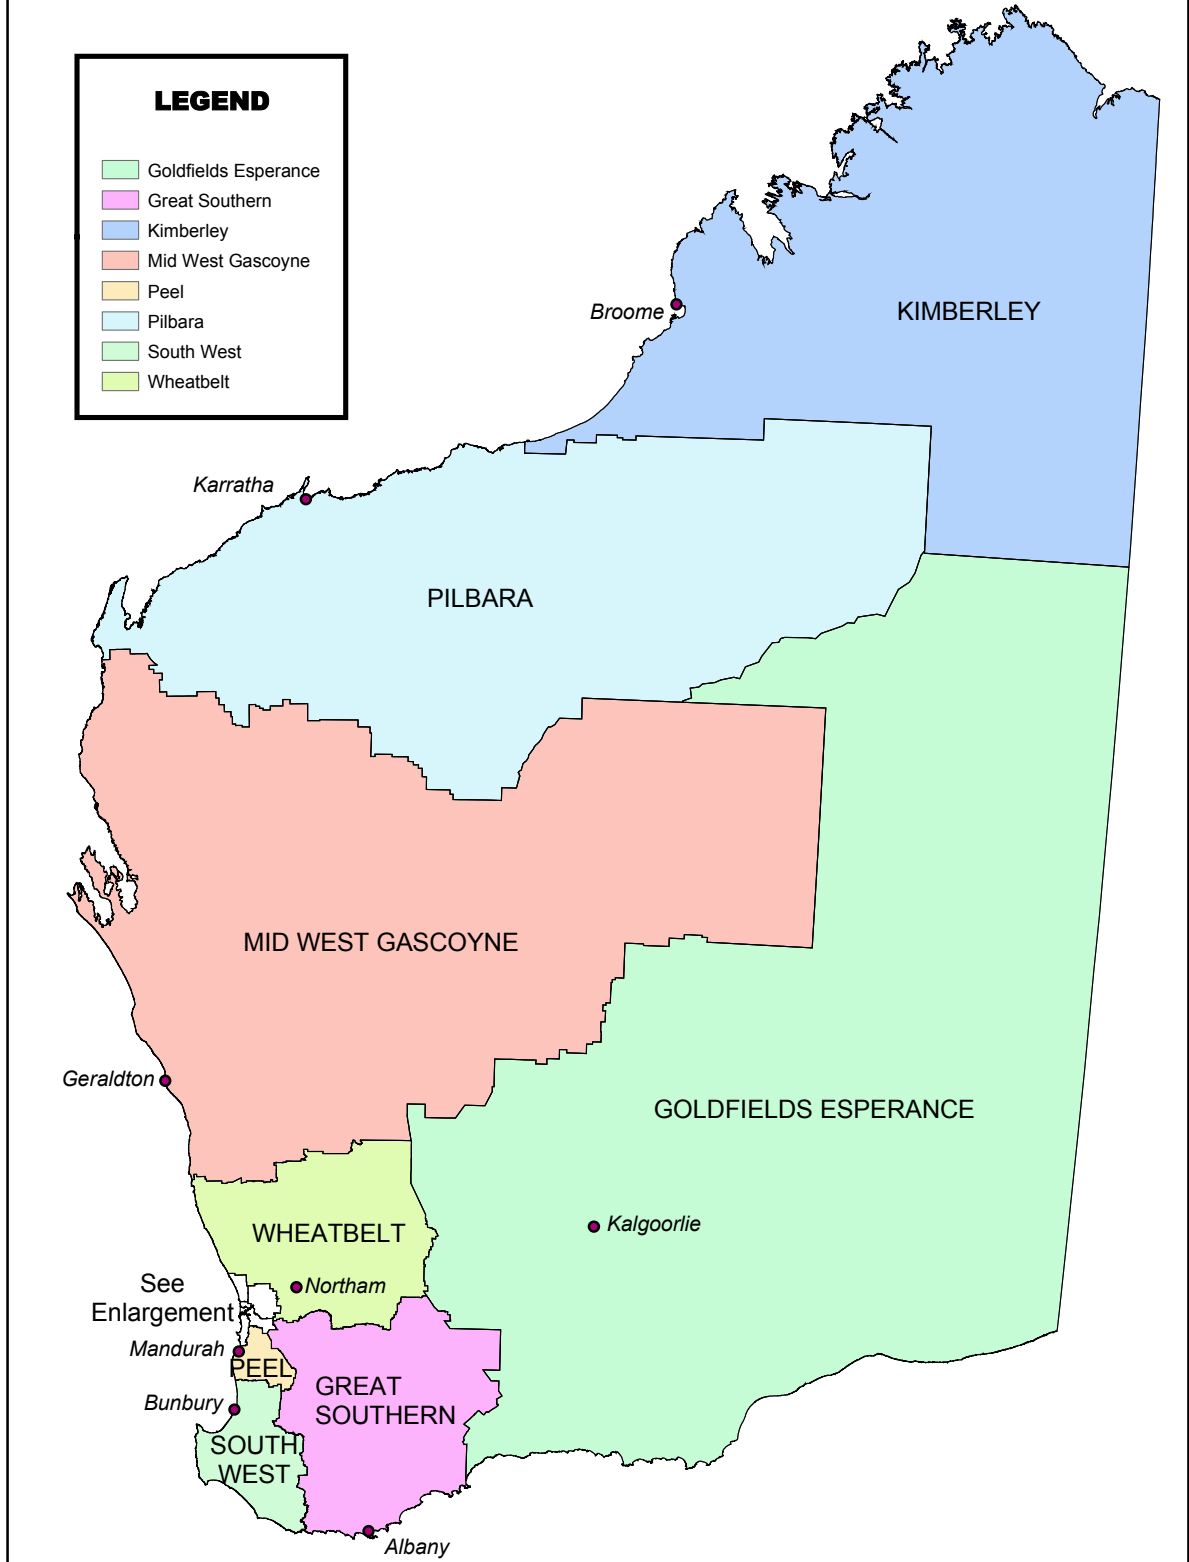 LEGEND
Goldfields Esperance
Great Southern
Kimberley
Mid West Gascoyne
Peel
Pilbara
South West
Wheatbelt
Broome
KIMBERLEY
Karratha
PILBARA
MID WEST GASCOYNE
Geraldton
GOLDFIELDS ESPERANCE
Kalgoorlie
WHEATBELT
Northam
See
Enlargement
Mandurah
PEEL
Bunbury
GREAT
SOUTHERN
SOUTH
WEST
Albany